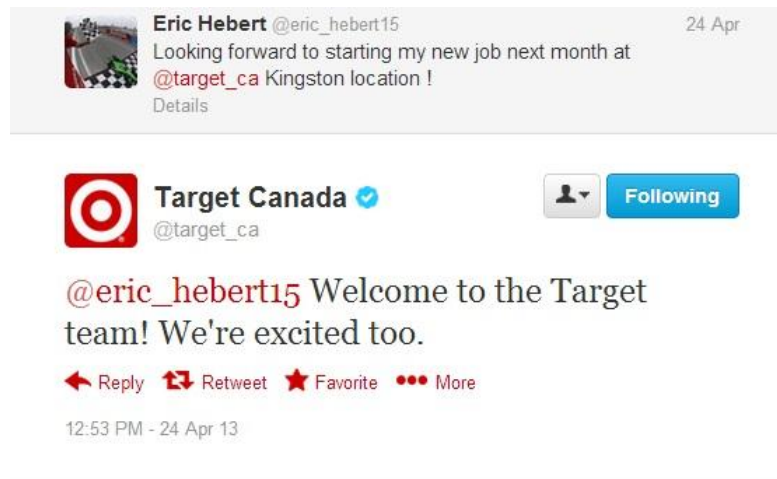 Eric Hebert @eric_hebert15 24 Apr
Looking forward to starting my new job next month at
@target_ca Kingston location !
Details
Target Canada
@target_ca
Following
@eric_hebert15 Welcome to the Target
team! We're excited too.
Reply Retweet Favorite More
12:53 PM - 24 Apr 13